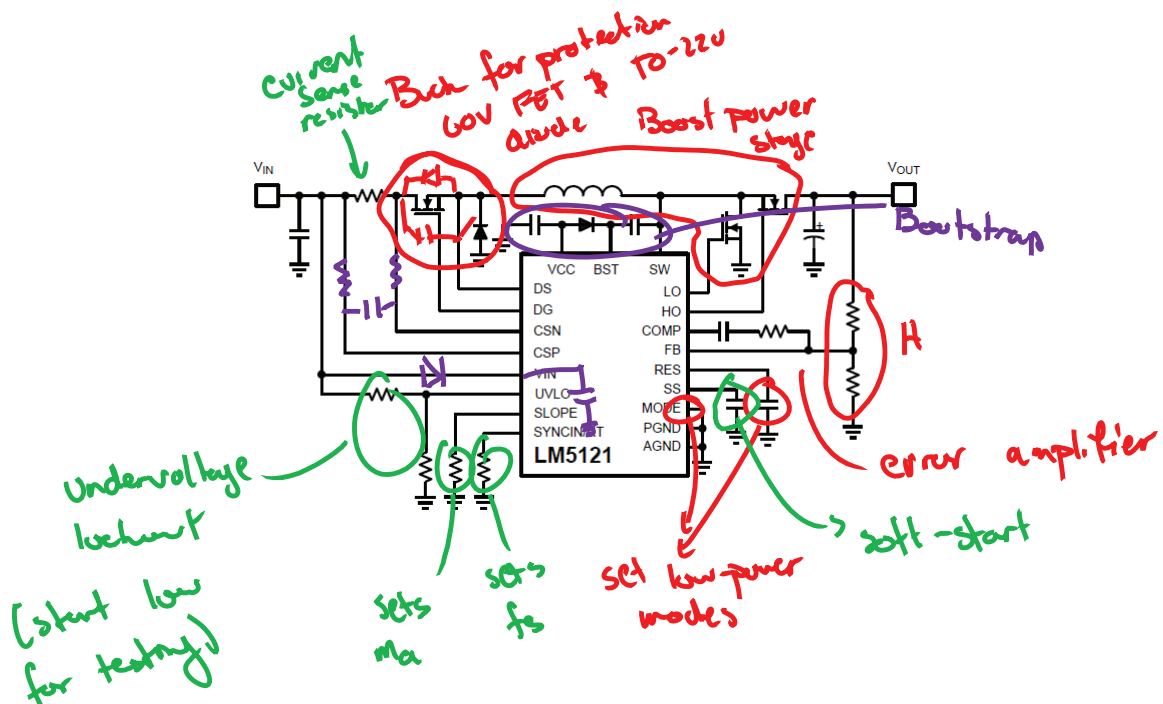 current
sense
resistor
Buck for protection
60V FET & TO-220
diode
Boost power
stage
VIN
VOUT
Bootstrap
VCC BST SW
DS
DG
CSN
CSP
VIN
UVLO
SLOPE
SYNCIN/RT
LO
HO
COMP
FB
RES
SS
MODE
PGND
AGND
LM5121
+
H
error amplifier
soft-start
set low-power
modes
sets
fs
sets
ma
Undervoltage
lockout
(start low
for testing)